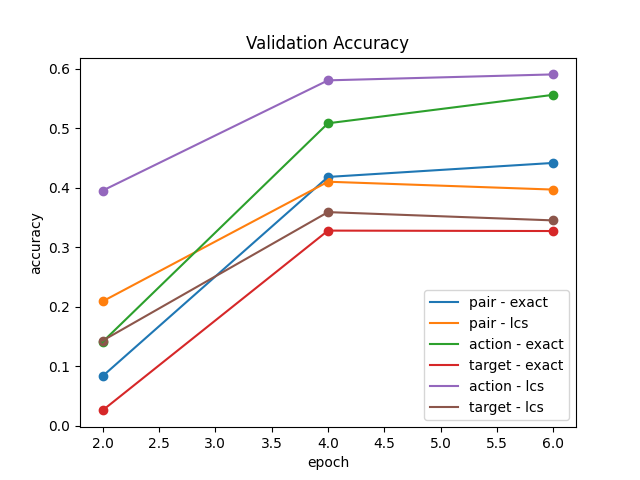 Validation Accuracy
accuracy
0.6
0.5
0.4
0.3
0.2
0.1
0.0
2.0 2.5 3.0 3.5 4.0 4.5 5.0 5.5 6.0
epoch
pair - exact
pair - lcs
action - exact
target - exact
action - lcs
target - lcs